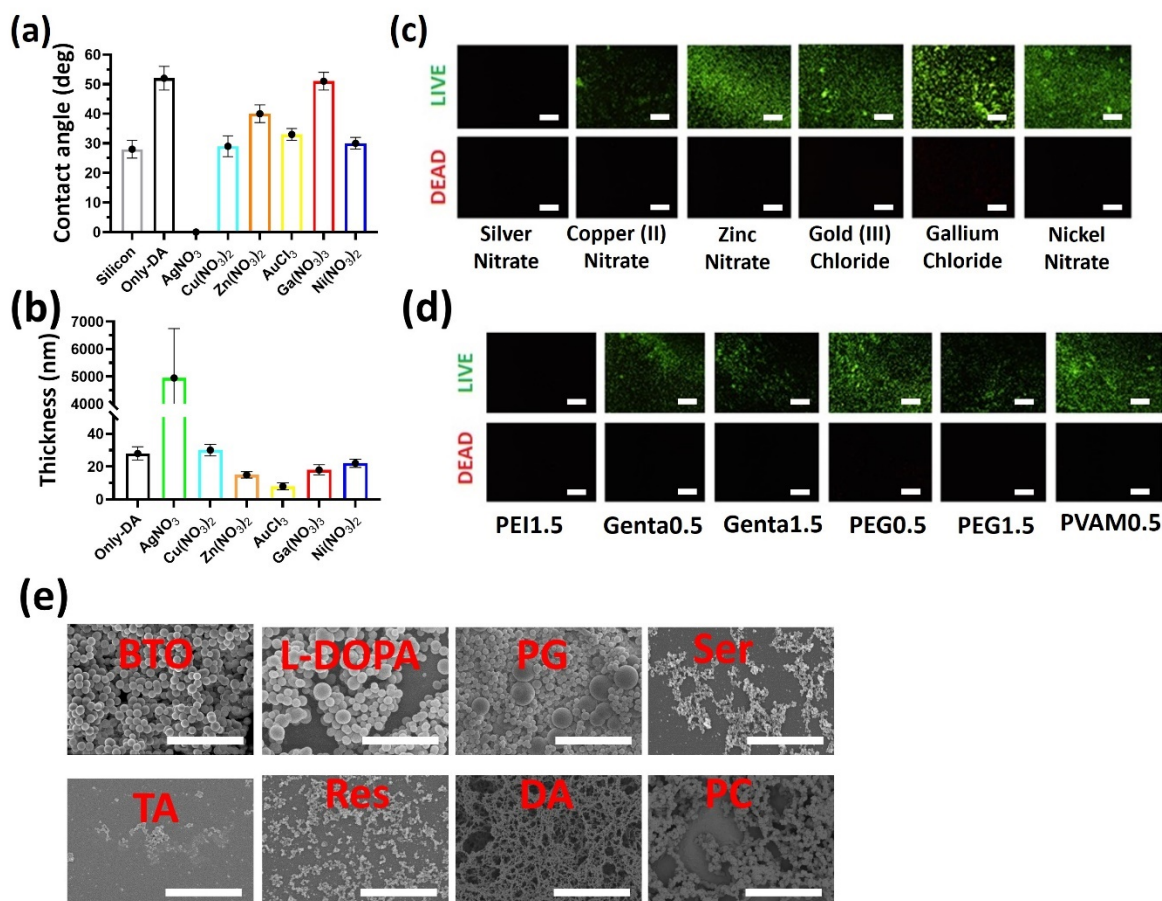 (a)
Contact angle (deg)
60
50
40
30
20
10
0
Silicon
Only-DA
AgNO₃
Cu(NO₃)₂
Zn(NO₃)₂
AuCl₃
Ga(NO₃)₃
Ni(NO₃)₂
(b)
Thickness (nm)
7000
6000
5000
4000
40
20
0
Only-DA
AgNO₃
Cu(NO₃)₂
Zn(NO₃)₂
AuCl₃
Ga(NO₃)₃
Ni(NO₃)₂
(c)
LIVE
DEAD
Silver
Nitrate
Copper (II)
Nitrate
Zinc
Nitrate
Gold (III)
Chloride
Gallium
Chloride
Nickel
Nitrate
(d)
LIVE
DEAD
PEI1.5
Genta0.5
Genta1.5
PEG0.5
PEG1.5
PVAM0.5
(e)
BTO
L-DOPA
PG
Ser
TA
Res
DA
PC